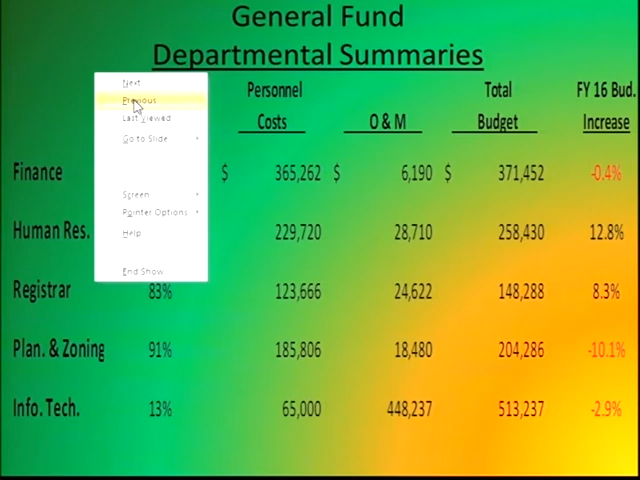 General Fund
Departmental Summaries
Personnel Costs O & M Total Budget FY 16 Bud. Increase
Next
Previous
Last Viewed
Go to Slide
Screen
Pointer Options
Help
End Show
Finance $ 365,262 $ 6,190 $ 371,452 -0.4%
Human Res. 229,720 28,710 258,430 12.8%
Registrar 83% 123,666 24,622 148,288 8.3%
Plan. & Zoning 91% 185,806 18,480 204,286 -10.1%
Info. Tech. 13% 65,000 448,237 513,237 -2.9%